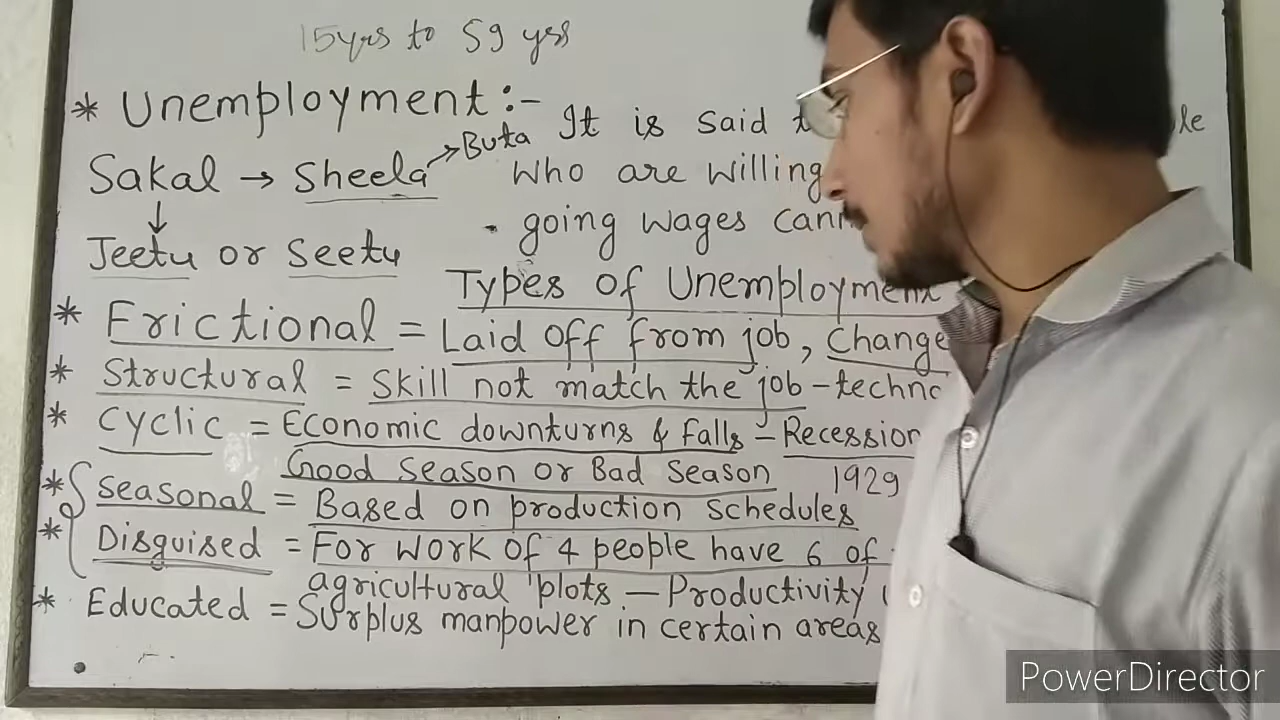 15yrs to 59 yrs
* Unemployment :-
It is said
Sakal → Sheela → Buta
who are willing
↓
Jeetu or Seetu
going wages
Types of Unemployment
* Frictional = Laid off from job, Change
* Structural = Skill not match the job - techno
* Cyclic = Economic downturns & Falls - Recession
1929
Good season or Bad season
* Seasonal = Based on production schedules
* Disguised = For work of 4 people have 6 of
agricultural plots - Productivity
* Educated = Surplus manpower in certain areas
PowerDirector